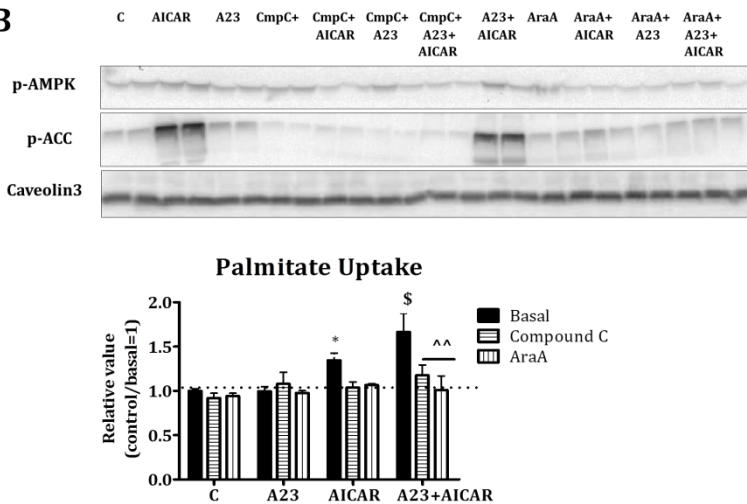 B
C AICAR A23 CmpC+ CmpC+ CmpC+ CmpC+ A23+ AraA AraA+ AraA+ AraA+
AICAR A23 A23+ AICAR AICAR A23 A23+
AICAR AICAR
p-AMPK
p-ACC
Caveolin3
Palmitate Uptake
Relative value
(control/basal=1)
2.0
1.5
1.0
0.5
0.0
*
$
^^
Basal
Compound C
AraA
C A23 AICAR A23+AICAR